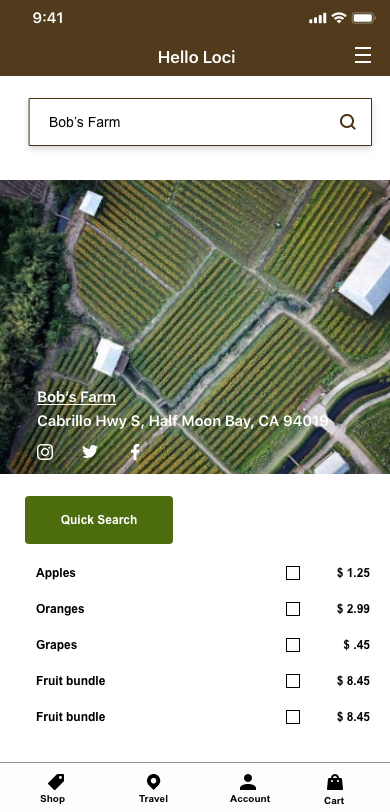 9:41
Hello Loci
Bob's Farm
Bob's Farm
Cabrillo Hwy S, Half Moon Bay, CA 94019
Quick Search
Apples $ 1.25
Oranges $ 2.99
Grapes $ .45
Fruit bundle $ 8.45
Fruit bundle $ 8.45
Shop Travel Account Cart